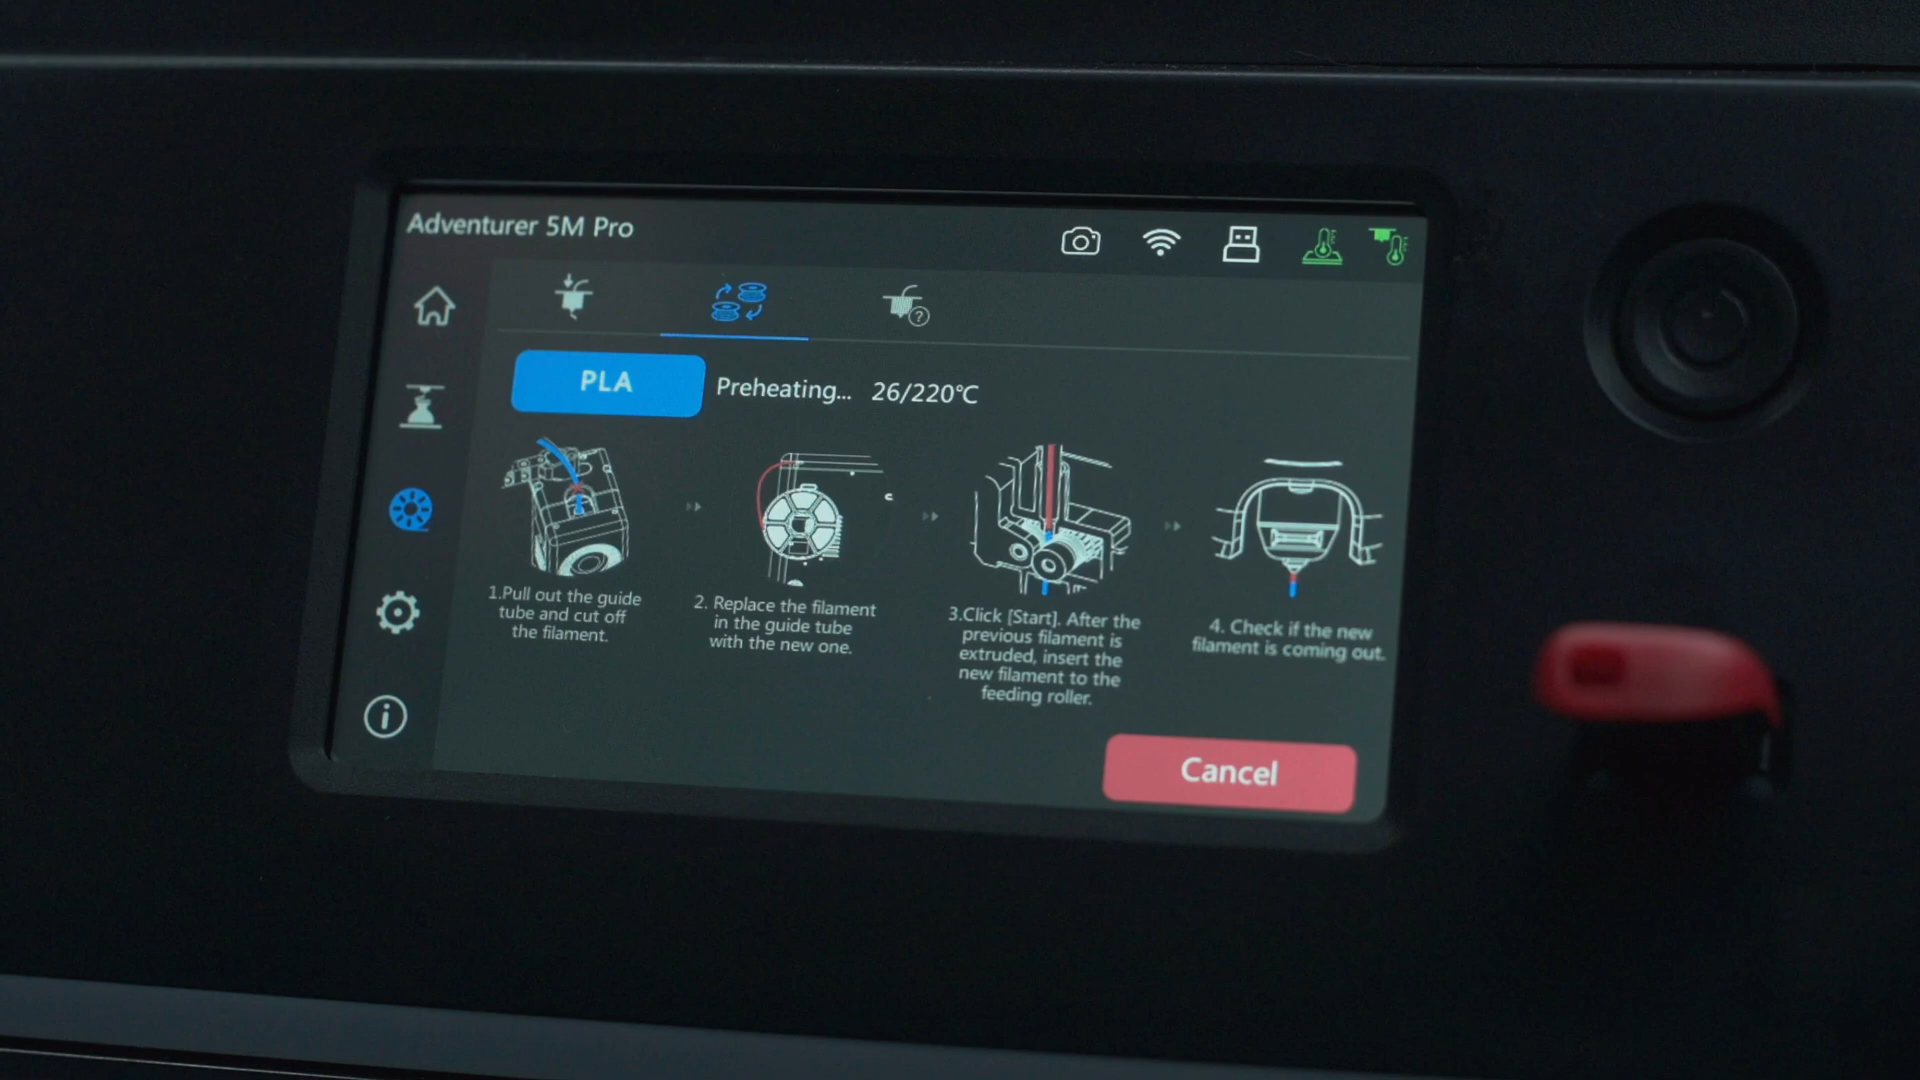 Adventurer 5M Pro
PLA
Preheating... 26/220℃
1.Pull out the guide
tube and cut off
the filament.
2. Replace the filament
in the guide tube
with the new one.
3.Click [Start]. After the
previous filament is
extruded, insert the
new filament to the
feeding roller.
4. Check if the new
filament is coming out.
Cancel